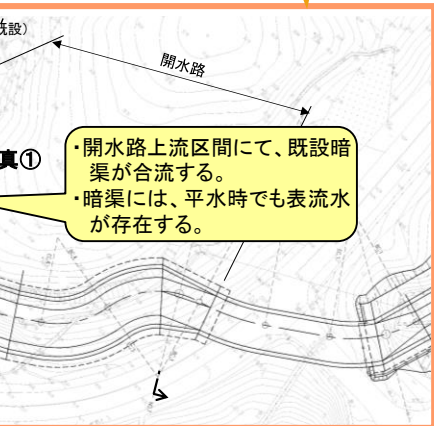 既設）
開水路
真①
・開水路上流区間にて、既設暗
渠が合流する。
・暗渠には、平水時でも表流水
が存在する。